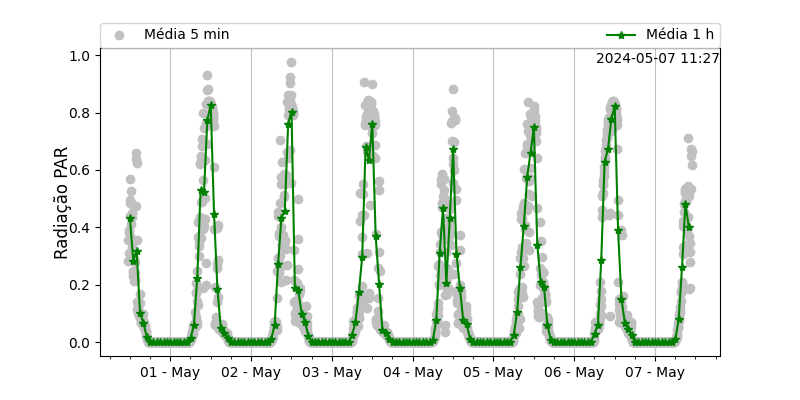 Média 5 min
Média 1 h
2024-05-07 11:27
Radiação PAR
1.0
0.8
0.6
0.4
0.2
0.0
01 - May
02 - May
03 - May
04 - May
05 - May
06 - May
07 - May